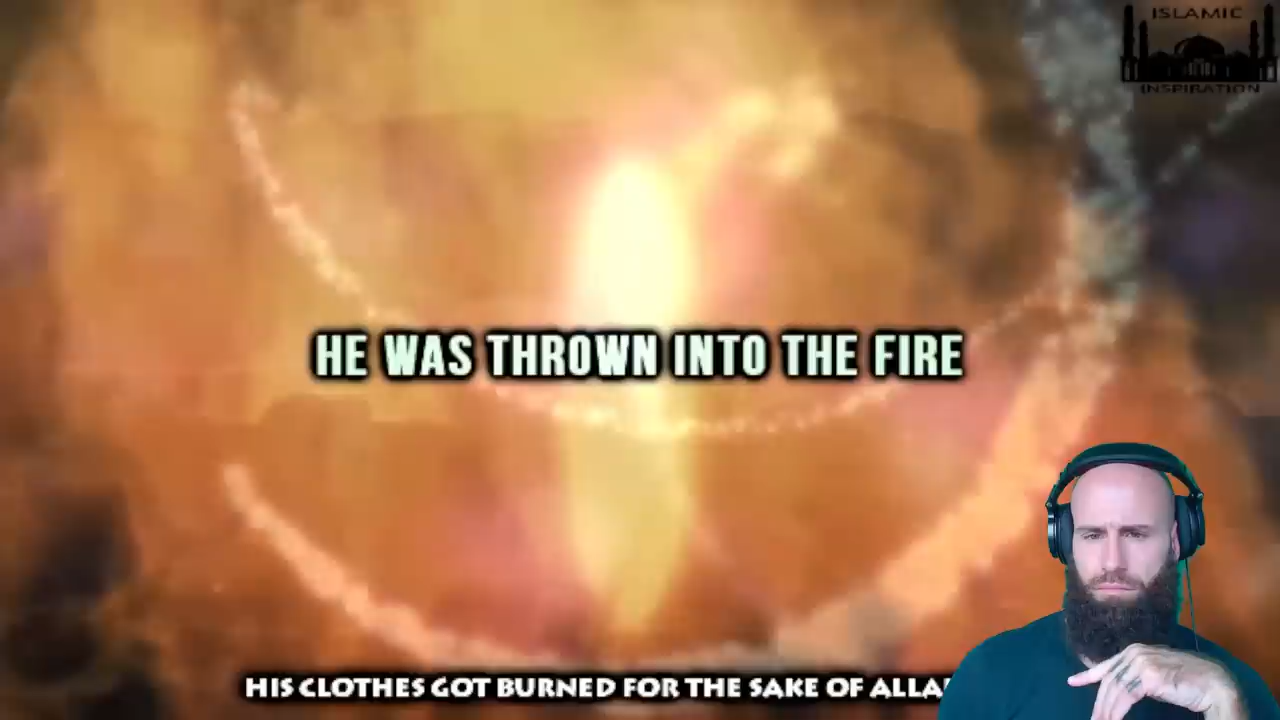 ISLAMIC
INSPIRATION
HE WAS THROWN INTO THE FIRE
HIS CLOTHES GOT BURNED FOR THE SAKE OF